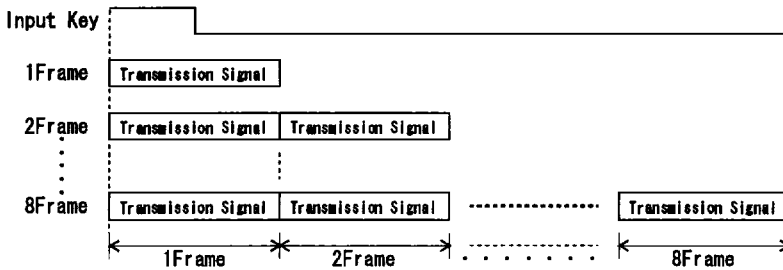 Input Key
1Frame Transmission Signal
2Frame Transmission Signal Transmission Signal
8Frame Transmission Signal Transmission Signal Transmission Signal
1Frame 2Frame 8Frame